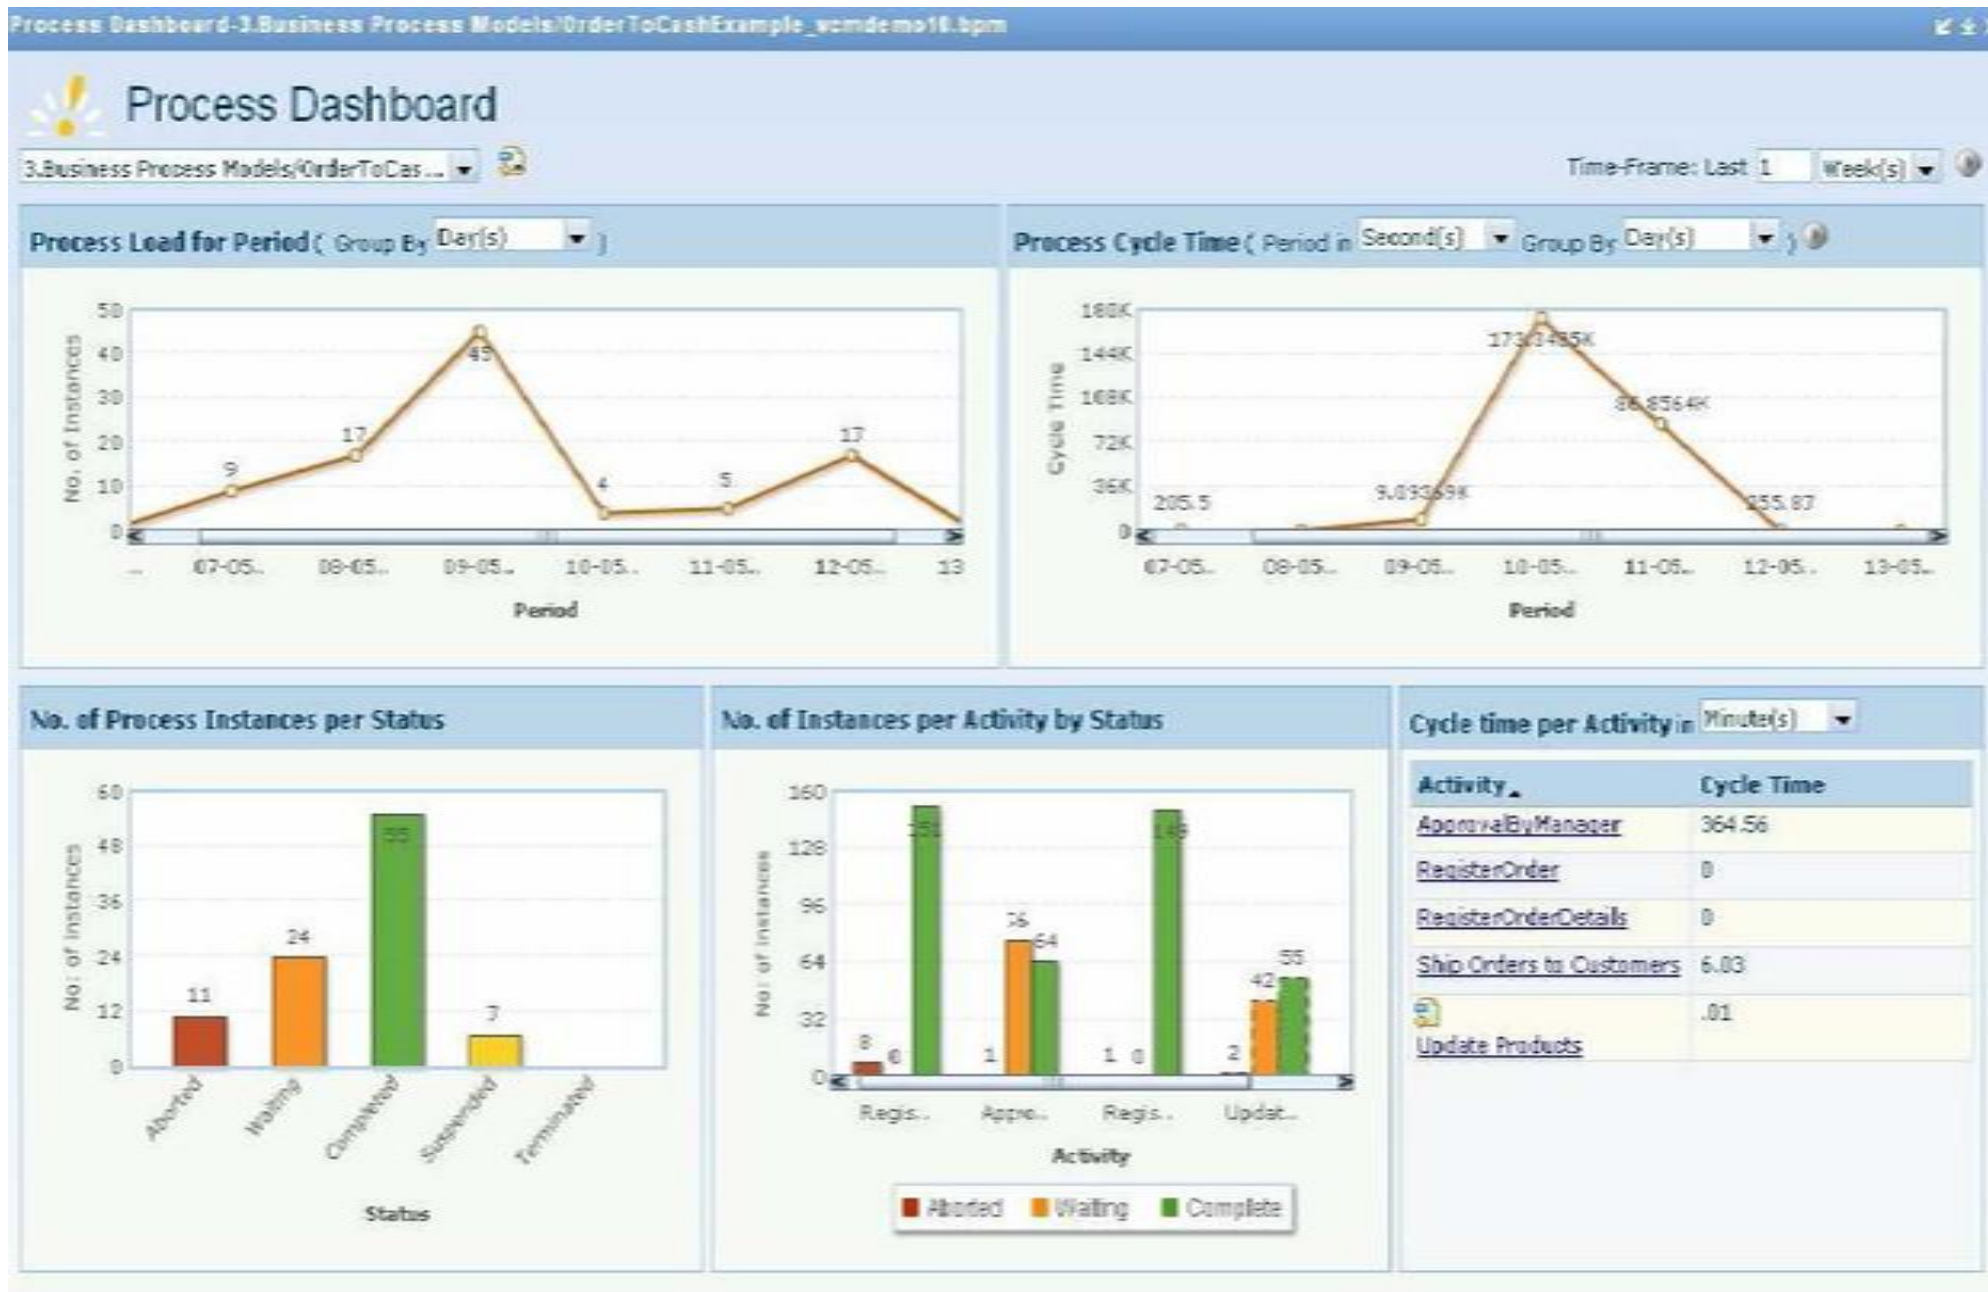 Process Dashboard-3.Business Process Models/OrderToCashExample_vcmdemo16.bpm
Process Dashboard
3.Business Process Models/OrderToCas...
Time-Frame: Last 1 Week(s)
Process Load for Period ( Group By Day(s) )
No. of Instances
50
40
30
20
10
0
9
17
45
4
5
17
... 07-05.. 08-05.. 09-05.. 10-05.. 11-05.. 12-05.. 13
Period
Process Cycle Time ( Period in Second(s) Group By Day(s) )
Cycle Time
180K
144K
108K
72K
36K
0
205.5
86.8564K
255.87
07-05.. 08-05.. 09-05.. 10-05.. 11-05.. 12-05.. 13-05..
Period
No. of Process Instances per Status
No: of instances
60
48
36
24
12
0
11
24
55
7
Aborted
Waiting
Completed
Suspended
Terminated
Status
No. of Instances per Activity by Status
No: of instances
160
128
96
64
32
0
8 0 151
1 76 64
1 0 149
2 42 55
Regis.. Appro.. Regis.. Updat..
Activity
Aborted Waiting Complete
Cycle time per Activity in Minute(s)
Activity Cycle Time
ApprovalByManager 364.56
RegisterOrder 0
RegisterOrderDetails 0
Ship Orders to Customers 6.03
Update Products .01